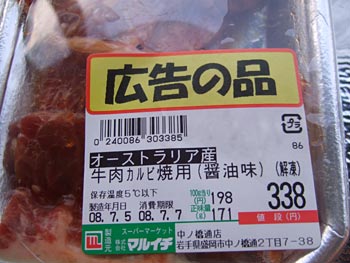 広告の品
0 240086 303385
ラ
86
オーストラリア産
牛肉カルビ焼用(醤油味)(解凍)
保存温度5℃以下
100g当り(円) 198
338
製造年月日 消費期限
正味量(g) 171
08.7.5 08.7.7
値段(円)
製造元
スーパーマーケット
株式会社 マルイチ
中ノ橋通店
岩手県盛岡市中ノ橋通2丁目7-38